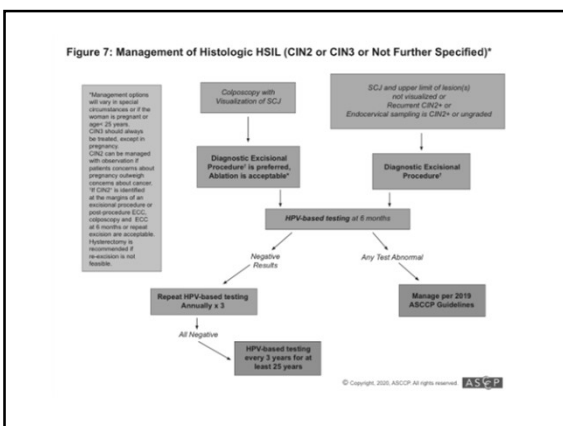 Figure 7: Management of Histologic HSIL (CIN2 or CIN3 or Not Further Specified)*
*Management options
will vary in special
circumstances or if the
woman is pregnant or
age< 25 years.
CIN3 should always
be treated, except in
pregnancy.
CIN2 can be managed
with observation if
patients concerns about
pregnancy outweigh
concerns about cancer.
†If CIN2+ is identified
at the margins of an
excisional procedure or
post-procedure ECC,
colposcopy and ECC
at 6 months or repeat
excision are acceptable.
Hysterectomy is
recommended if
re-excision is not
feasible.
Colposcopy with
Visualization of SCJ
SCJ and upper limit of lesion(s)
not visualized or
Recurrent CIN2+ or
Endocervical sampling is CIN2+ or ungraded
Diagnostic Excisional
Procedure† is preferred,
Ablation is acceptable*
Diagnostic Excisional
Procedure†
HPV-based testing at 6 months
Negative
Results
Any Test Abnormal
Repeat HPV-based testing
Annually x 3
Manage per 2019
ASCCP Guidelines
All Negative
HPV-based testing
every 3 years for at
least 25 years
© Copyright, 2020, ASCCP All rights reserved.
ASCCP